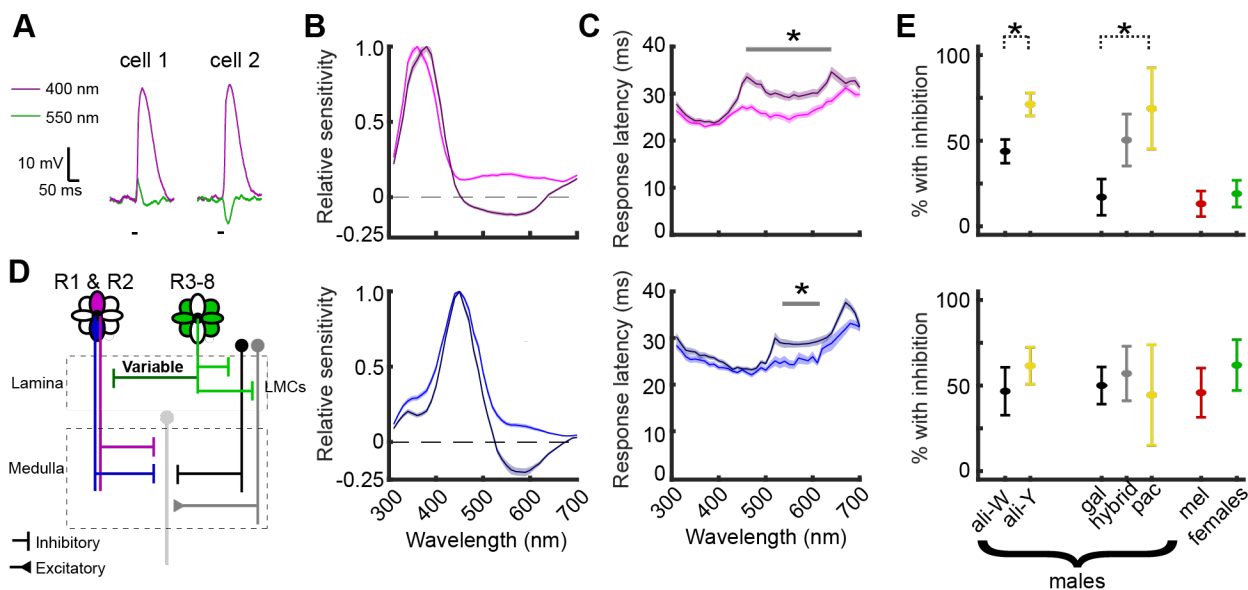 A
cell 1 cell 2
400 nm
550 nm
10 mV
50 ms
B
Relative sensitivity
1.0
0.5
0
-0.25
Relative sensitivity
1.0
0.5
0
-0.25
300 400 500 600 700
Wavelength (nm)
C
Response latency (ms)
40
30
20
10
0
*
Response latency (ms)
40
30
20
10
0
*
300 400 500 600 700
Wavelength (nm)
D
R1 & R2 R3-8
Variable
Lamina
LMCs
Medulla
Inhibitory
Excitatory
E
% with inhibition
100
50
0
* *
% with inhibition
100
50
0
ali-W ali-Y gal hybrid pac mel females
males